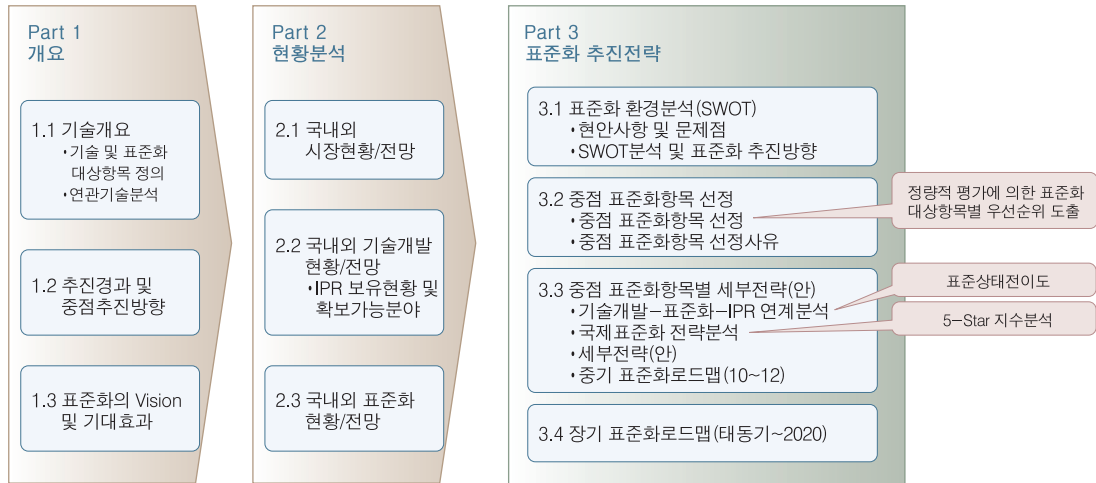 Part 1
개요
1.1 기술개요
•기술 및 표준화
대상항목 정의
•연관기술분석
1.2 추진경과 및
중점추진방향
1.3 표준화의 Vision
및 기대효과
Part 2
현황분석
2.1 국내외
시장현황/전망
2.2 국내외 기술개발
현황/전망
•IPR 보유현황 및
확보가능분야
2.3 국내외 표준화
현황/전망
Part 3
표준화 추진전략
3.1 표준화 환경분석(SWOT)
•현안사항 및 문제점
•SWOT분석 및 표준화 추진방향
3.2 중점 표준화항목 선정
•중점 표준화항목 선정
•중점 표준화항목 선정사유
정량적 평가에 의한 표준화
대상항목별 우선순위 도출
3.3 중점 표준화항목별 세부전략(안)
•기술개발-표준화-IPR 연계분석
•국제표준화 전략분석
•세부전략(안)
•중기 표준화로드맵(10~12)
표준상태전이도
5-Star 지수분석
3.4 장기 표준화로드맵(태동기~2020)